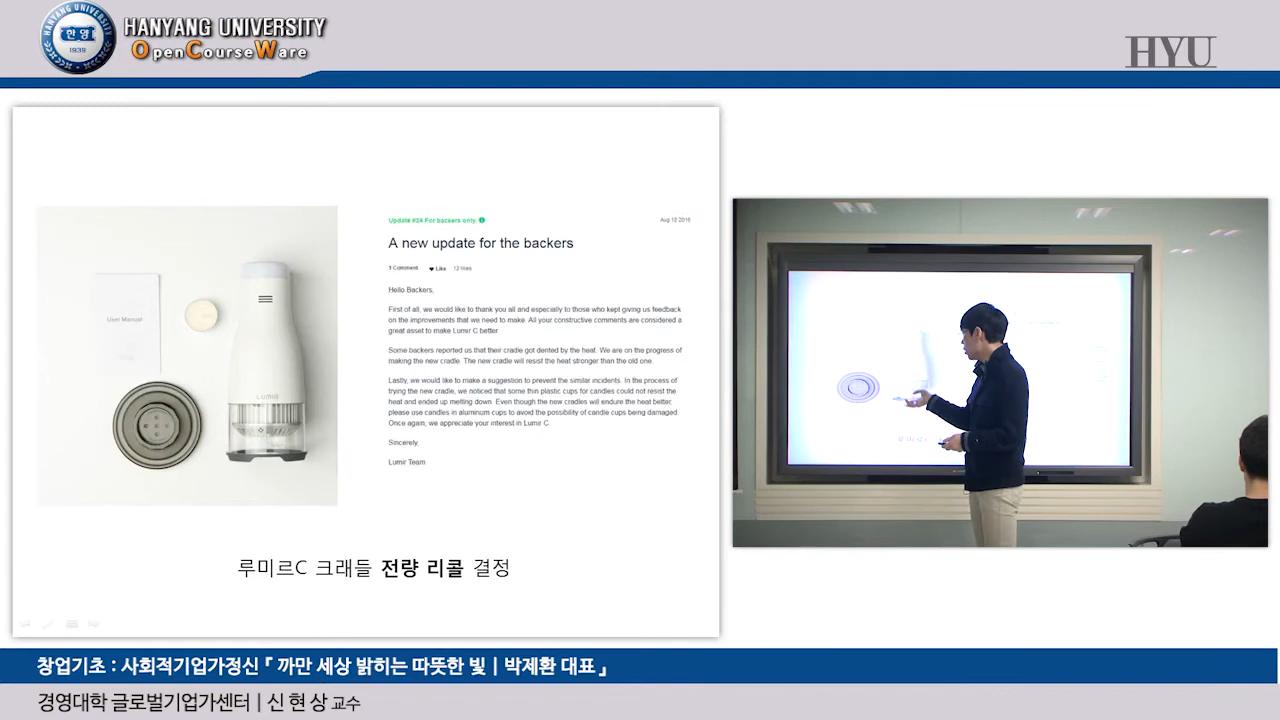 HANYANG UNIVERSITY
OpenCourseWare
한양
1939
HYU
Update #34 For backers only
Aug 12 2016
A new update for the backers
1 Comment Like 12 likes
Hello Backers,
First of all, we would like to thank you all and especially to those who kept giving us feedback
on the improvements that we need to make. All your constructive comments are considered a
great asset to make Lumir C better
Some backers reported us that their cradle got dented by the heat. We are on the progress of
making the new cradle. The new cradle will resist the heat stronger than the old one.
Lastly, we would like to make a suggestion to prevent the similar incidents. In the process of
trying the new cradle, we noticed that some thin plastic cups for candles could not resist the
heat and ended up melting down. Even though the new cradles will endure the heat better,
please use candles in aluminum cups to avoid the possibility of candle cups being damaged.
Once again, we appreciate your interest in Lumir C.
Sincerely,
Lumir Team
User Manual
LUMIR
루미르C 크래들 전량 리콜 결정
창업기초 : 사회적기업가정신『 까만 세상 밝히는 따뜻한 빛 | 박제환 대표 』
경영대학 글로벌기업가센터 | 신 현 상 교수